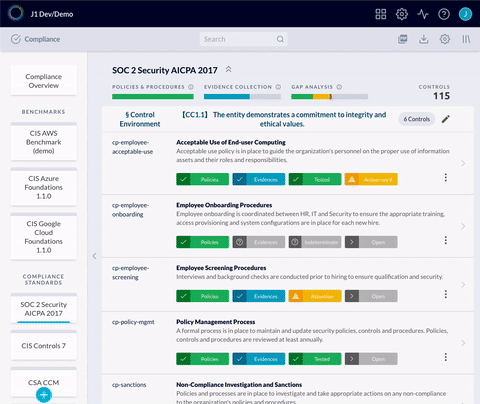 J1 Dev/Demo
J
Compliance
Search
PDF
Compliance
Overview
BENCHMARKS
CIS AWS
Benchmark
(demo)
CIS Azure
Foundations
1.1.0
CIS Google
Cloud
Foundations
1.1.0
COMPLIANCE
STANDARDS
SOC 2 Security
AICPA 2017
CIS Controls 7
CSA CCM
SOC 2 Security AICPA 2017
POLICIES & PROCEDURES
EVIDENCE COLLECTION
GAP ANALYSIS
CONTROLS
115
§ Control
Environment
【CC1.1】 The entity demonstrates a commitment to integrity and
ethical values.
6 Controls
cp-employee-
acceptable-use
Acceptable Use of End-user Computing
Acceptable use policy is in place to guide the organization's personnel on the proper use of information
assets and their roles and responsibilities.
Policies
Evidences
Tested
cp-employee-
onboarding
Employee Onboarding Procedures
Employee onboarding is coordinated between HR, IT and Security to ensure the appropriate training,
access provisioning and system configurations are in place for each new hire.
Policies
Evidences
Indeterminate
Open
cp-employee-
screening
Employee Screening Procedures
Interviews and background checks are conducted prior to hiring to ensure qualification and security.
Policies
Evidences
Attention
Open
cp-policy-mgmt
Policy Management Process
A formal process is in place to maintain and update security policies, controls and procedures. Policies,
controls and procedures are reviewed at least annually.
Policies
Evidences
Tested
Open
cp-sanctions
Non-Compliance Investigation and Sanctions
Policies and processes are in place to investigate and take appropriate actions on any non-compliance
to the organization's policies and procedures.